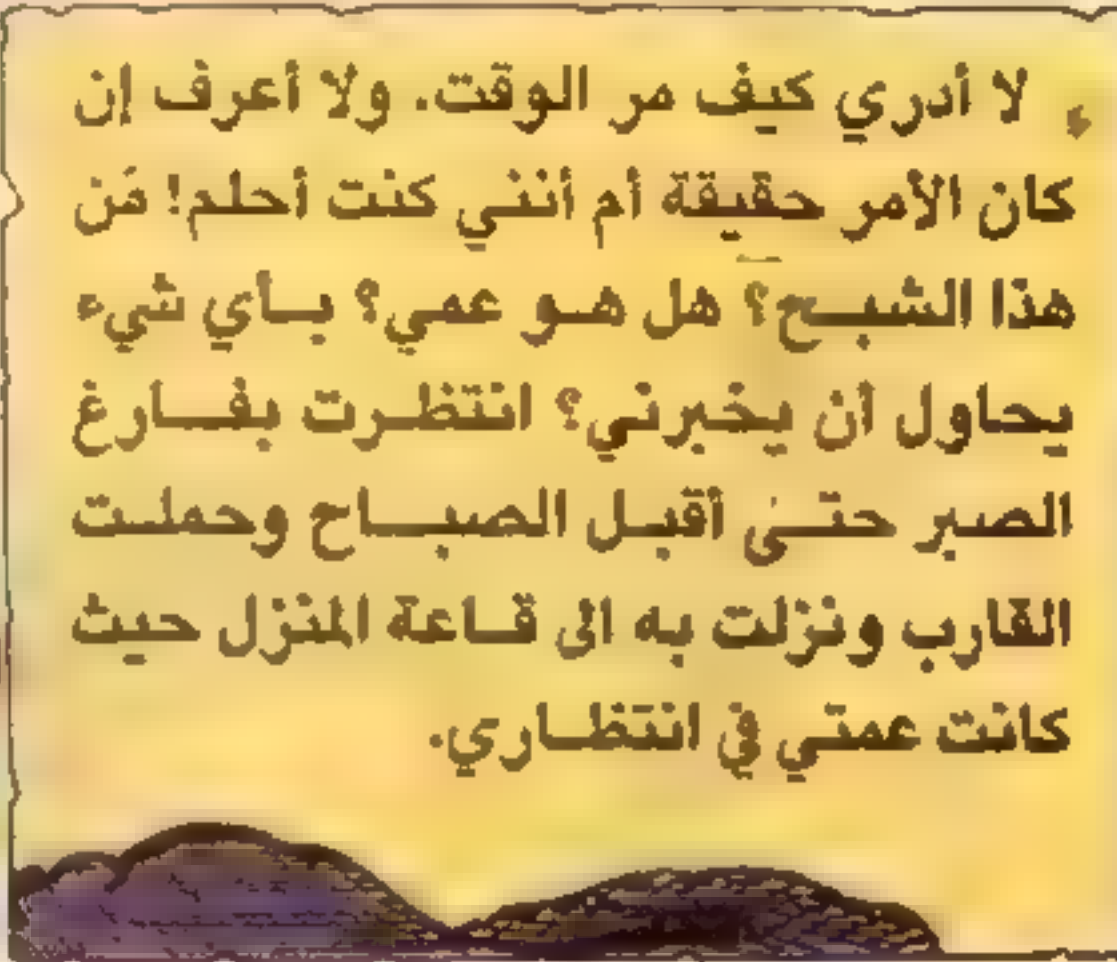 لا أدري كيف مر الوقت. ولا أعرف إن
كان الأمر حقيقة أم أنني كنت أحلم! مَن
هذا الشبح؟ هل هو عمي؟ بأي شيء
يحاول أن يخبرني؟ انتظرت بفارغ
الصبر حتى أقبل الصباح وحملت
القارب ونزلت به الى قاعة المنزل حيث
كانت عمتي في انتظاري.